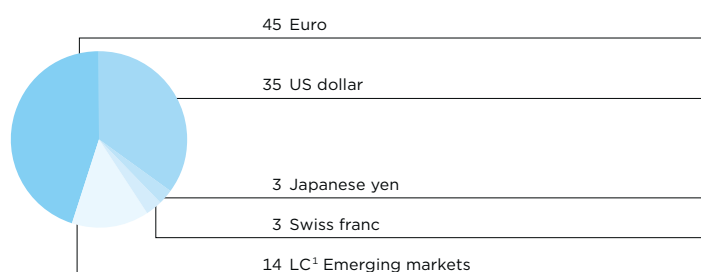 45 Euro
35 US dollar
3 Japanese yen
3 Swiss franc
14 LC¹ Emerging markets